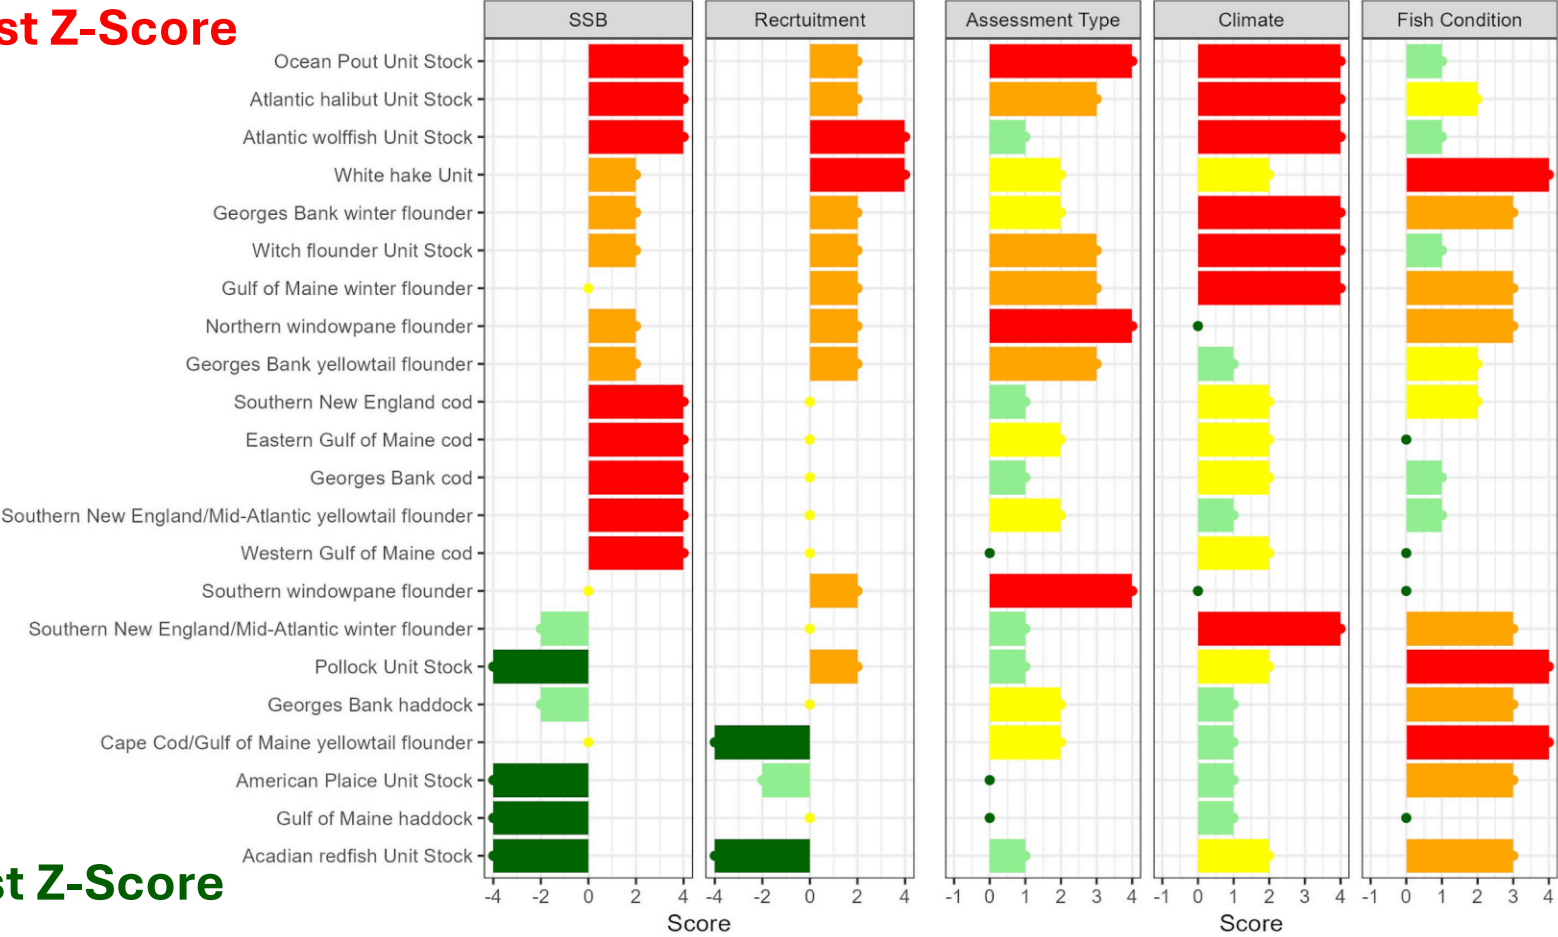 st Z-Score
SSB Recrtuitment Assessment Type Climate Fish Condition
Ocean Pout Unit Stock
Atlantic halibut Unit Stock
Atlantic wolffish Unit Stock
White hake Unit
Georges Bank winter flounder
Witch flounder Unit Stock
Gulf of Maine winter flounder
Northern windowpane flounder
Georges Bank yellowtail flounder
Southern New England cod
Eastern Gulf of Maine cod
Georges Bank cod
Southern New England/Mid-Atlantic yellowtail flounder
Western Gulf of Maine cod
Southern windowpane flounder
Southern New England/Mid-Atlantic winter flounder
Pollock Unit Stock
Georges Bank haddock
Cape Cod/Gulf of Maine yellowtail flounder
American Plaice Unit Stock
Gulf of Maine haddock
Acadian redfish Unit Stock
st Z-Score
-4 -2 0 2 4 -4 -2 0 2 4 -1 0 1 2 3 4 -1 0 1 2 3 4 -1 0 1 2 3 4
Score Score